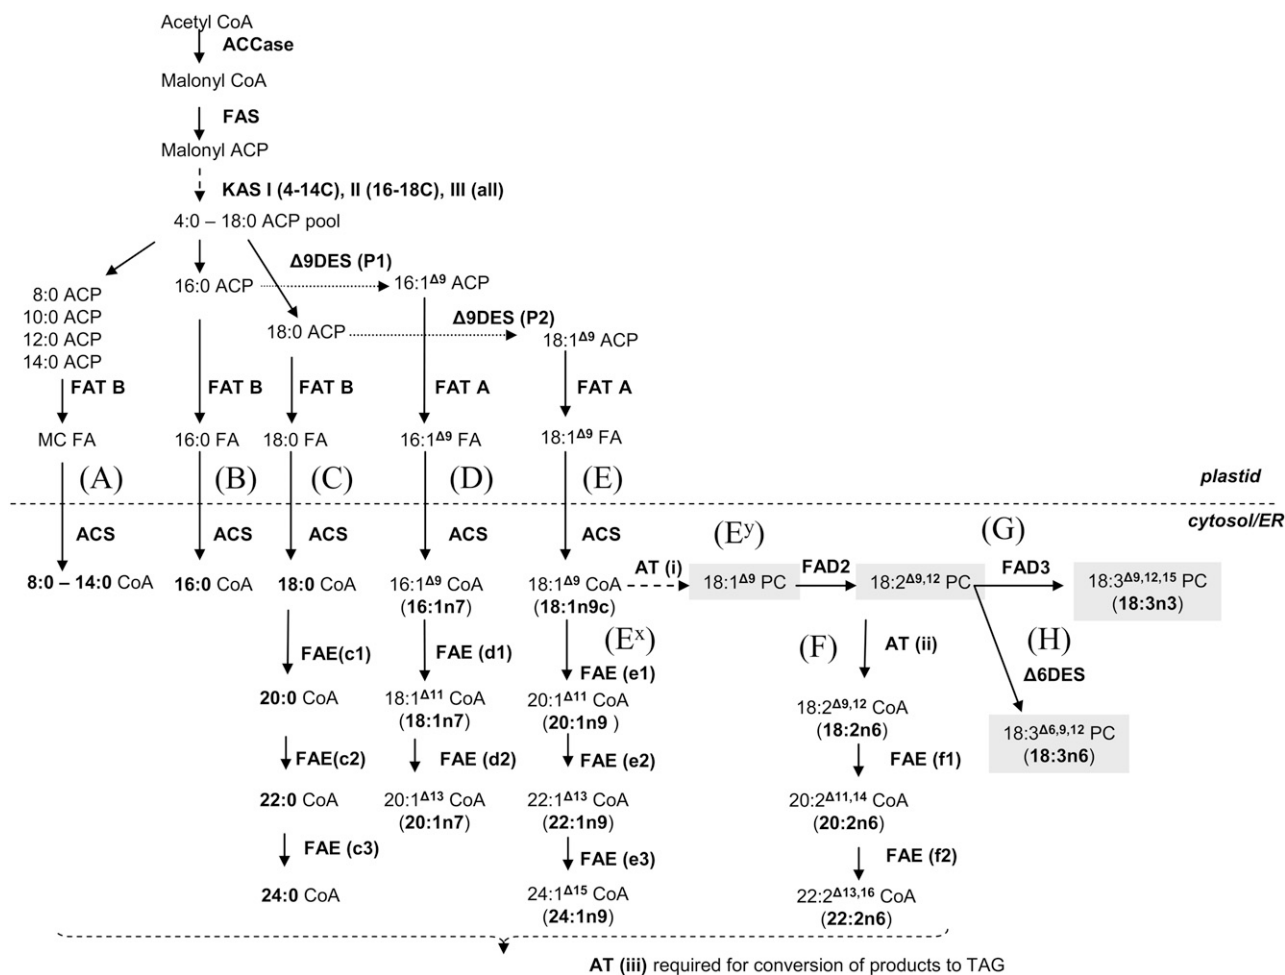 Acetyl CoA
ACCase
Malonyl CoA
FAS
Malonyl ACP
KAS I (4-14C), II (16-18C), III (all)
4:0 – 18:0 ACP pool
Δ9DES (P1)
8:0 ACP
10:0 ACP
12:0 ACP
14:0 ACP
16:0 ACP
16:1Δ9 ACP
18:0 ACP
Δ9DES (P2)
18:1Δ9 ACP
FAT B
FAT B
FAT B
FAT A
FAT A
MC FA
16:0 FA
18:0 FA
16:1Δ9 FA
18:1Δ9 FA
(A)
(B)
(C)
(D)
(E)
plastid
cytosol/ER
ACS
ACS
ACS
ACS
ACS
(Ey)
(G)
8:0 – 14:0 CoA
16:0 CoA
18:0 CoA
16:1Δ9 CoA
(16:1n7)
18:1Δ9 CoA
(18:1n9c)
AT (i)
18:1Δ9 PC
FAD2
18:2Δ9,12 PC
FAD3
18:3Δ9,12,15 PC
(18:3n3)
FAE(c1)
FAE (d1)
(Ex)
FAE (e1)
(F)
AT (ii)
(H)
Δ6DES
20:0 CoA
18:1Δ11 CoA
(18:1n7)
20:1Δ11 CoA
(20:1n9 )
18:2Δ9,12 CoA
(18:2n6)
18:3Δ6,9,12 PC
(18:3n6)
FAE(c2)
FAE (d2)
FAE (e2)
FAE (f1)
22:0 CoA
20:1Δ13 CoA
(20:1n7)
22:1Δ13 CoA
(22:1n9)
20:2Δ11,14 CoA
(20:2n6)
FAE (c3)
FAE (e3)
FAE (f2)
24:0 CoA
24:1Δ15 CoA
(24:1n9)
22:2Δ13,16 CoA
(22:2n6)
AT (iii) required for conversion of products to TAG